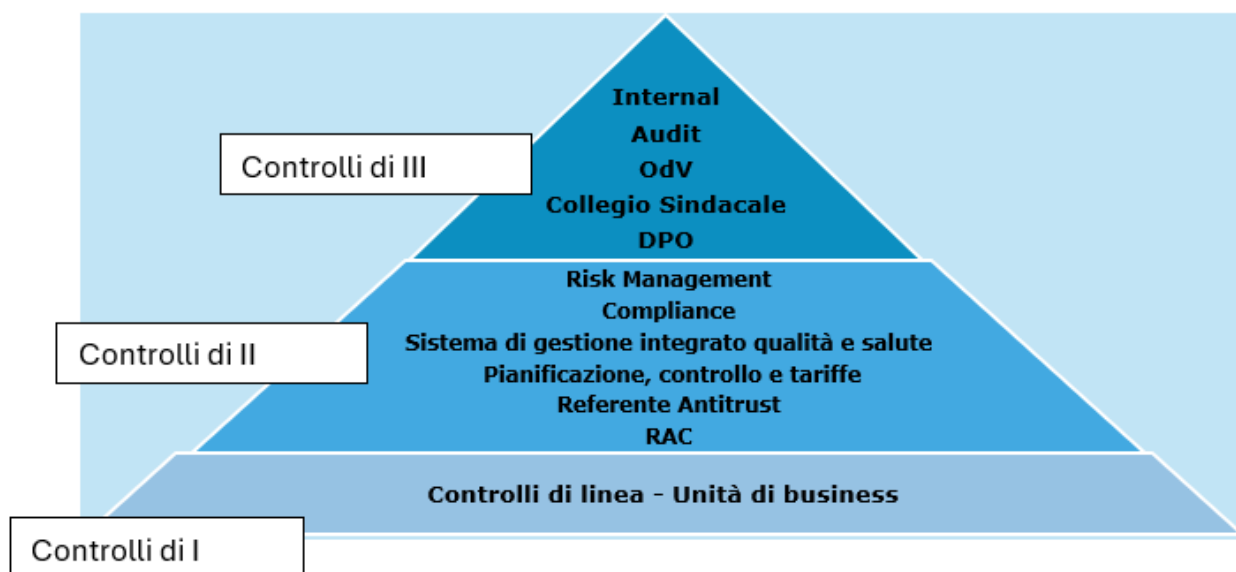 Internal
Audit
Controlli di III
OdV
Collegio Sindacale
DPO
Risk Management
Compliance
Sistema di gestione integrato qualità e salute
Controlli di II
Pianificazione, controllo e tariffe
Referente Antitrust
RAC
Controlli di linea - Unità di business
Controlli di I